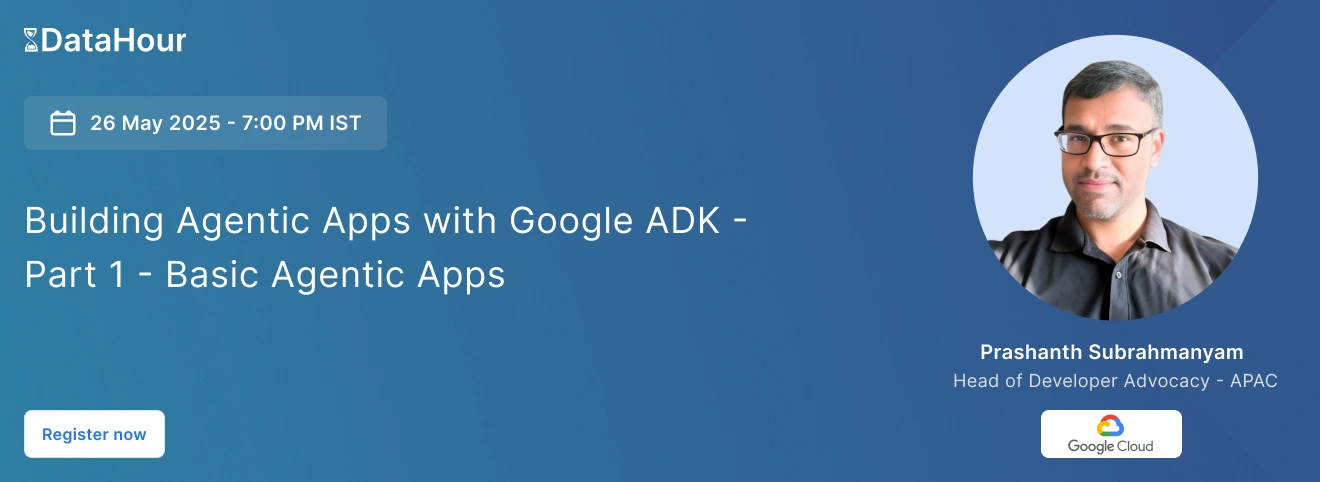 DataHour
26 May 2025 - 7:00 PM IST
Building Agentic Apps with Google ADK -
Part 1 - Basic Agentic Apps
Register now
Prashanth Subrahmanyam
Head of Developer Advocacy - APAC
Google Cloud